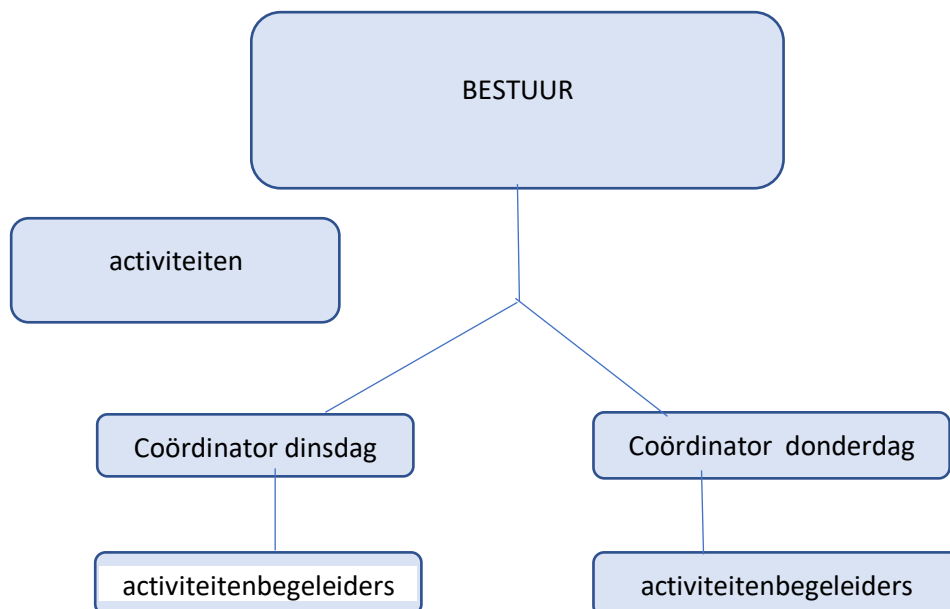 BESTUUR
activiteiten
Coördinator dinsdag
Coördinator  donderdag
activiteitenbegeleiders
activiteitenbegeleiders